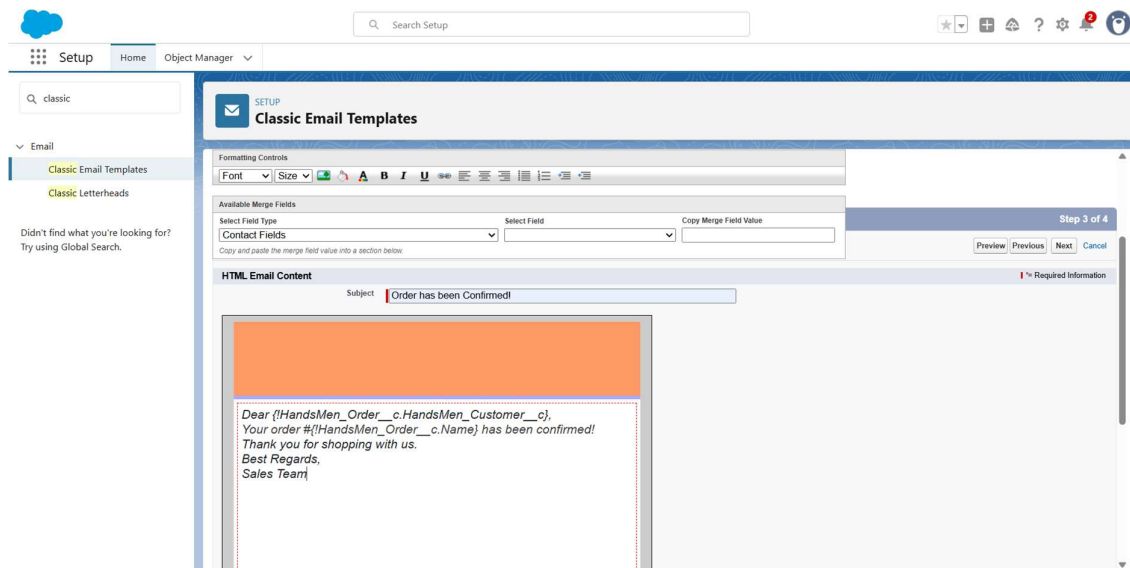 Search Setup
2
Setup Home Object Manager
classic
Email
Classic Email Templates
Classic Letterheads
Didn't find what you're looking for?
Try using Global Search.
SETUP
Classic Email Templates
Formatting Controls
Font Size A B I U
Available Merge Fields
Select Field Type Select Field Copy Merge Field Value
Contact Fields
Copy and paste the merge field value into a section below.
Step 3 of 4
Preview Previous Next Cancel
HTML Email Content
*= Required Information
Subject Order has been Confirmed!
Dear {!HandsMen_Order__c.HandsMen_Customer__c},
Your order #{!HandsMen_Order__c.Name} has been confirmed!
Thank you for shopping with us.
Best Regards,
Sales Team